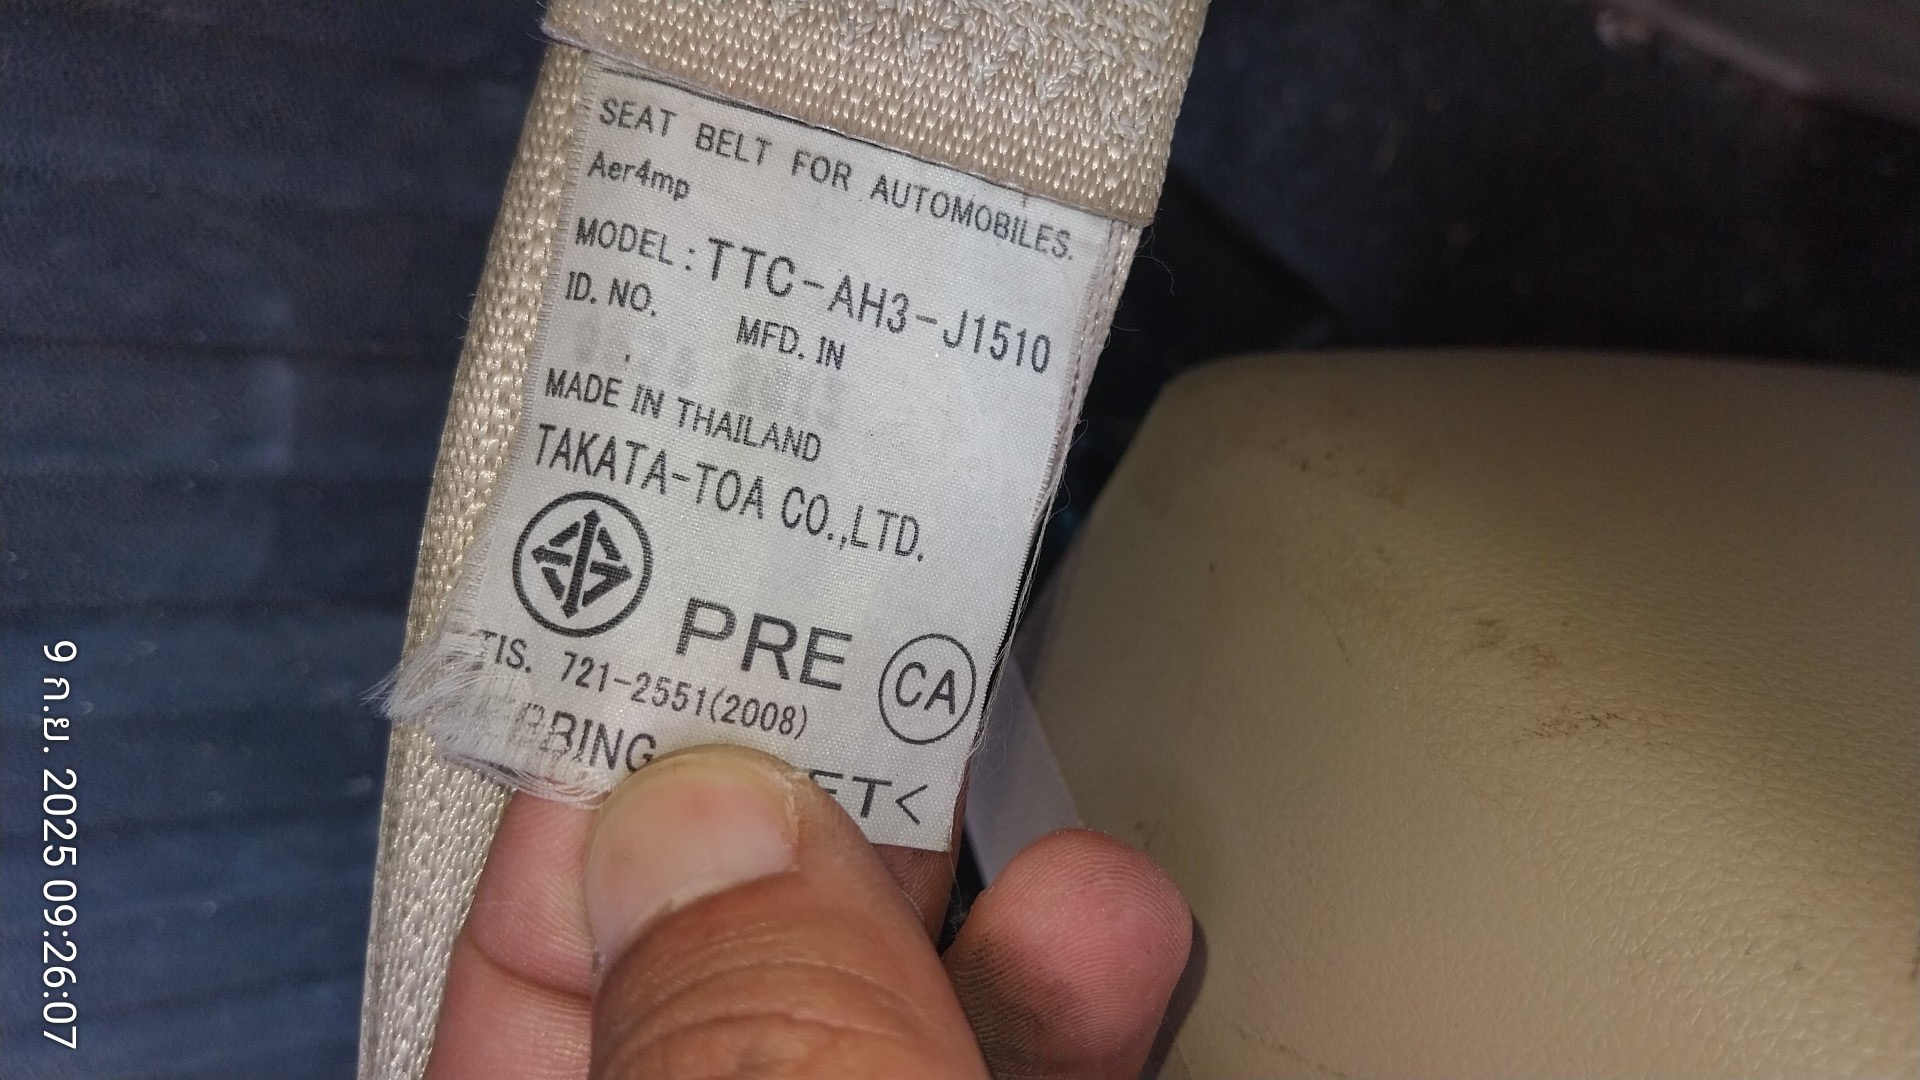 SEAT BELT FOR AUTOMOBILES.
Aer4mp
MODEL : TTC-AH3-J1510
ID. NO.
MFD. IN
MADE IN THAILAND
TAKATA-TOA CO.,LTD.
PRE CA
TIS. 721-2551(2008)
9 ก.ย. 2025 09:26:07